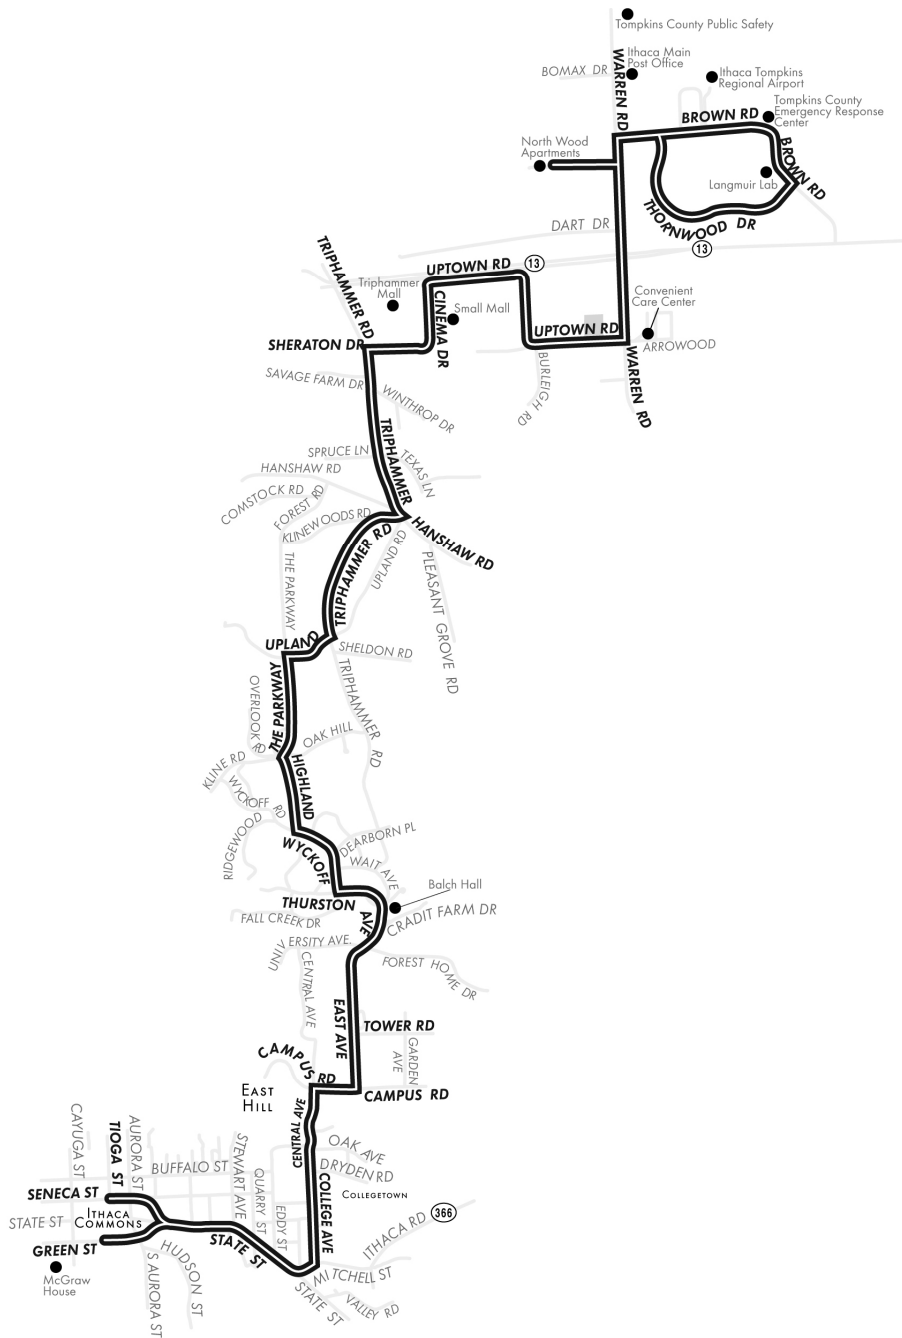 Tompkins County Public Safety
Ithaca Main
Post Office
BOMAX DR
WARREN RD
Ithaca Tompkins
Regional Airport
Tompkins County
Emergency Response
Center
BROWN RD
North Wood
Apartments
BROWN RD
Langmuir Lab
THORNWOOD DR
DART DR
13
TRIPHAMMER RD
UPTOWN RD
13
Triphammer
Mall
CINEMA DR
Small Mall
Convenient
Care Center
UPTOWN RD
SHERATON DR
ARROWOOD
BURLEIGH RD
WARREN RD
SAVAGE FARM DR
WINTHROP DR
TRIPHAMMER
SPRUCE LN
TEXAS LN
HANSHAW RD
COMSTOCK RD
FOREST RD
KLINEWOODS RD
HANSHAW RD
TRIPHAMMER RD
UPLAND RD
THE PARKWAY
PLEASANT GROVE RD
UPLAND
SHELDON RD
THE PARKWAY
TRIPHAMMER RD
OVERLOOK RD
OAK HILL
KLINE RD
HIGHLAND
WYCKOFF RD
RIDGEWOOD
WYCKOFF
DEARBORN PL
WAIT AVE
Balch Hall
THURSTON
AVE
CRADIT FARM DR
FALL CREEK DR
UNIVERSITY AVE.
CENTRAL AVE
FOREST HOME DR
EAST AVE
TOWER RD
GARDEN
AVE
CAMPUS RD
CAMPUS RD
EAST
HILL
CENTRAL AVE
CAYUGA ST
TIOGA ST
AURORA ST
BUFFALO ST
STEWART AVE
QUARRY ST
EDDY ST
OAK AVE
DRYDEN RD
COLLEGETOWN
COLLEGE AVE
SENECA ST
STATE ST
ITHACA
COMMONS
GREEN ST
STATE ST
ITHACA RD
366
McGraw
House
S AURORA ST
HUDSON ST
MITCHELL ST
STATE ST
VALLEY RD